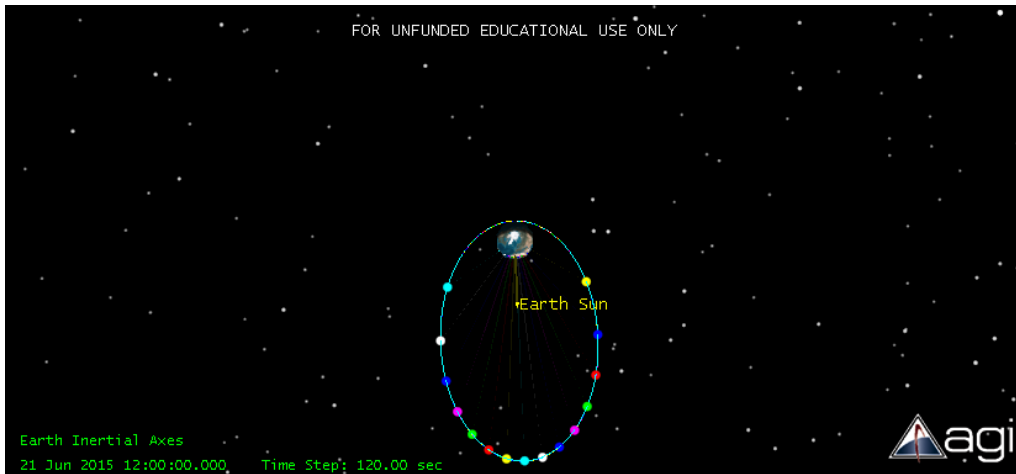 FOR UNFUNDED EDUCATIONAL USE ONLY
Earth Sun
Earth Inertial Axes
21 Jun 2015 12:00:00.000 Time Step: 120.00 sec
agi